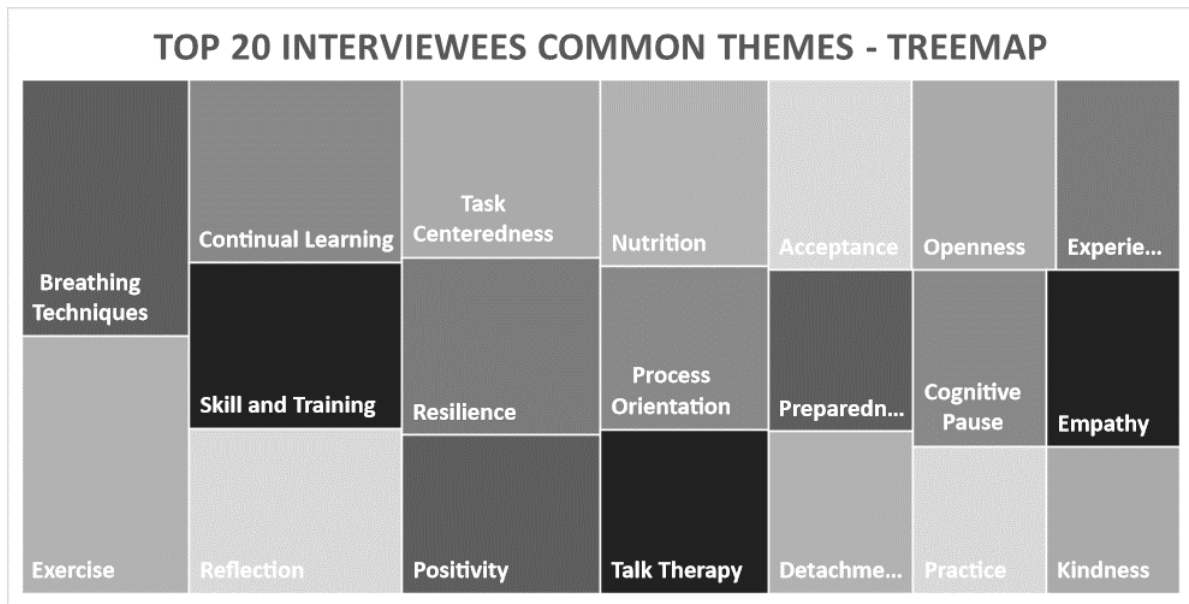 TOP 20 INTERVIEWEES COMMON THEMES - TREEMAP
Breathing
Techniques
Exercise
Continual Learning
Skill and Training
Reflection
Task
Centeredness
Resilience
Positivity
Nutrition
Process
Orientation
Talk Therapy
Acceptance
Openness
Experie...
Preparedn...
Cognitive
Pause
Empathy
Detachme...
Practice
Kindness